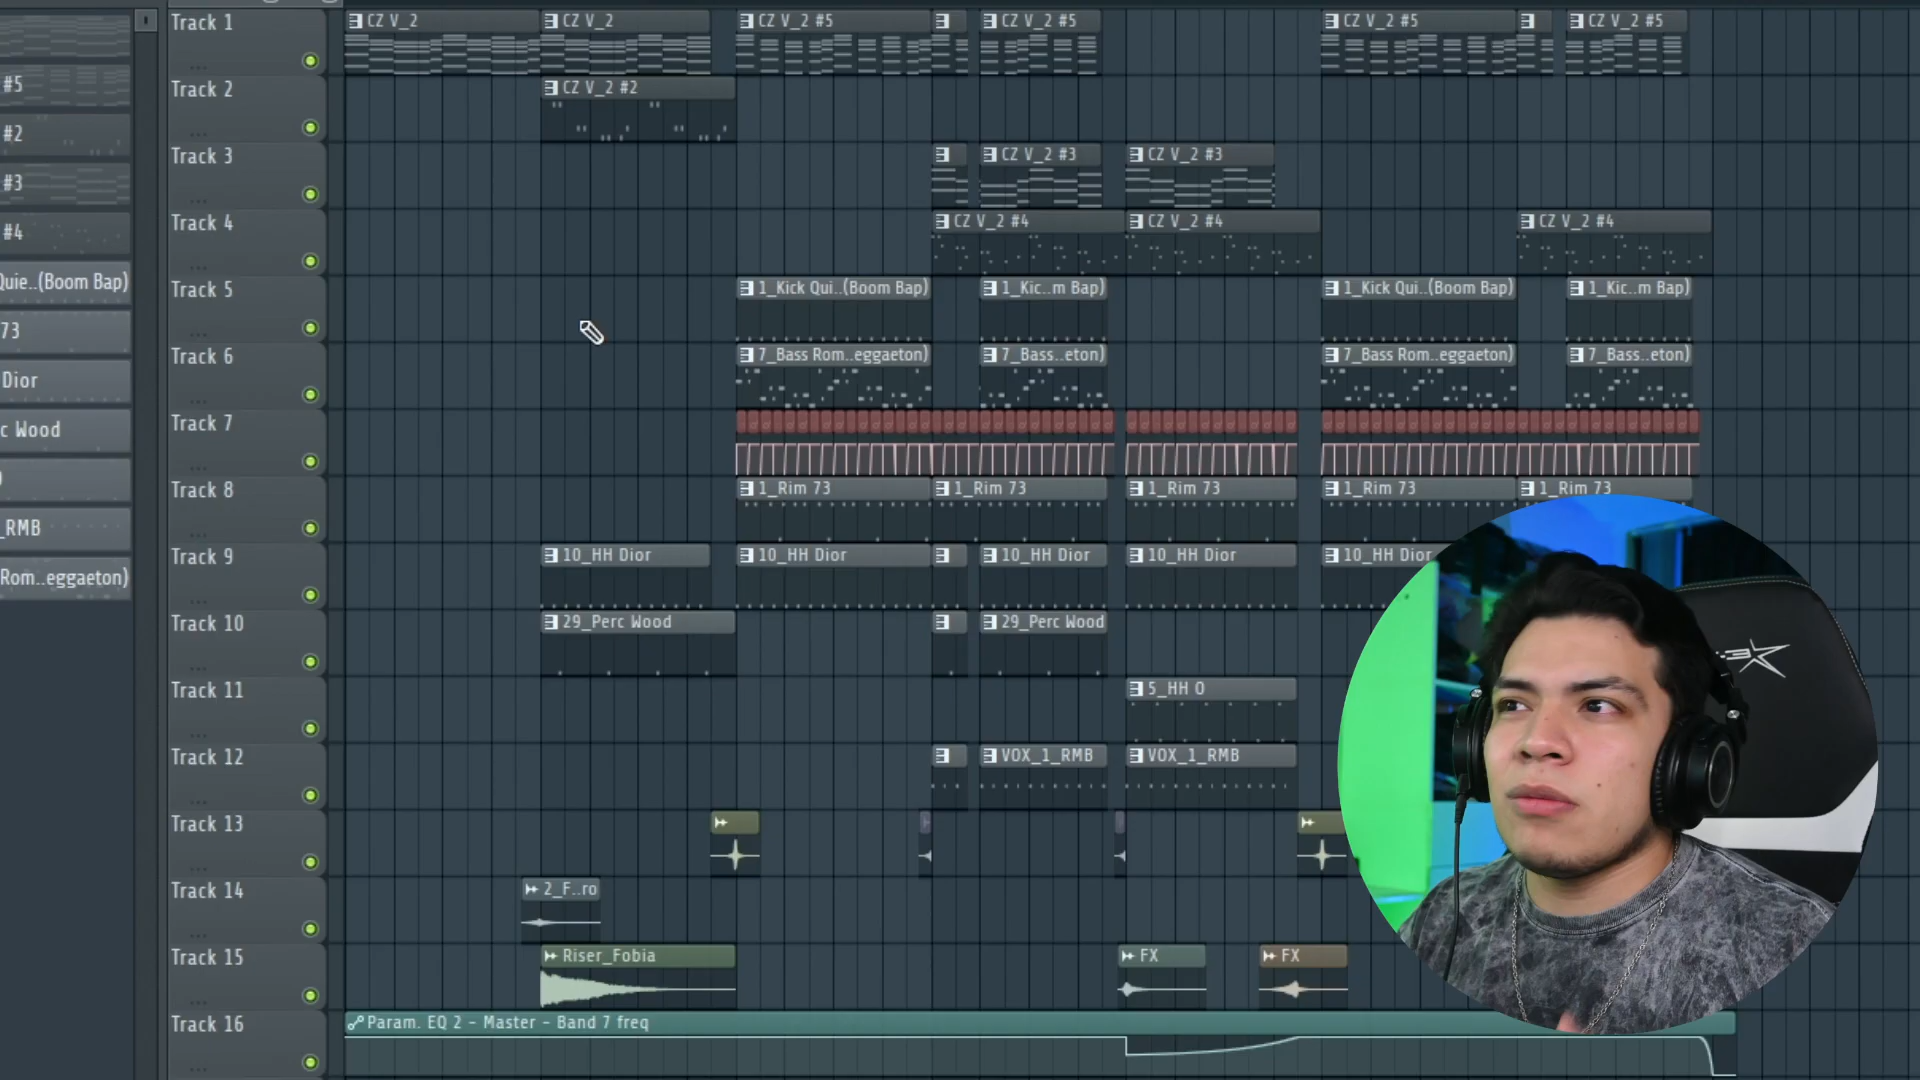 Track 1
CZ V_2
CZ V_2
CZ V_2 #5
CZ V_2 #5
CZ V_2 #5
CZ V_2 #5
Track 2
CZ V_2 #2
Track 3
CZ V_2 #3
CZ V_2 #3
Track 4
CZ V_2 #4
CZ V_2 #4
CZ V_2 #4
Track 5
1_Kick Qui..(Boom Bap)
1_Kic..m Bap)
1_Kick Qui..(Boom Bap)
1_Kic..m Bap)
Track 6
7_Bass Rom..eggaeton)
7_Bass..eton)
7_Bass Rom..eggaeton)
7_Bass..eton)
Track 7
Track 8
1_Rim 73
1_Rim 73
1_Rim 73
1_Rim 73
1_Rim 73
Track 9
10_HH Dior
10_HH Dior
10_HH Dior
10_HH Dior
10_HH Dior
Track 10
29_Perc Wood
29_Perc Wood
Track 11
5_HH O
Track 12
VOX_1_RMB
VOX_1_RMB
Track 13
Track 14
2_F..ro
Track 15
Riser_Fobia
FX
FX
Track 16
Param. EQ 2 - Master - Band 7 freq
#5
#2
#3
#4
Quie..(Boom Bap)
73
Dior
c Wood
_RMB
Rom..eggaeton)